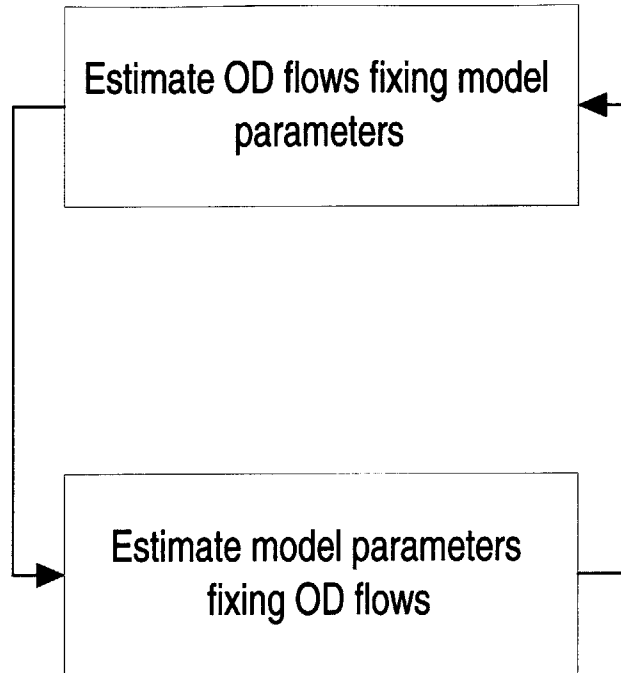 Estimate OD flows fixing model
parameters
Estimate model parameters
fixing OD flows